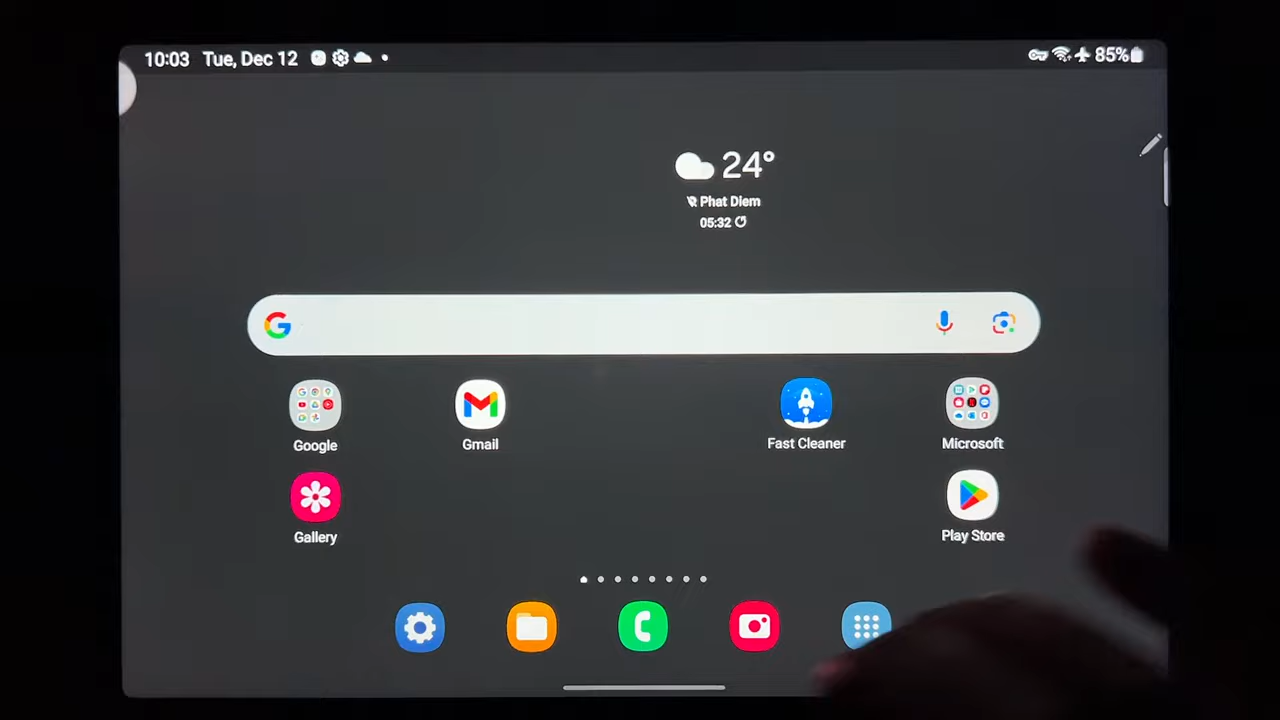 10:03 Tue, Dec 12
85%
24°
Phat Diem
05:32
Google
Gmail
Fast Cleaner
Microsoft
Gallery
Play Store